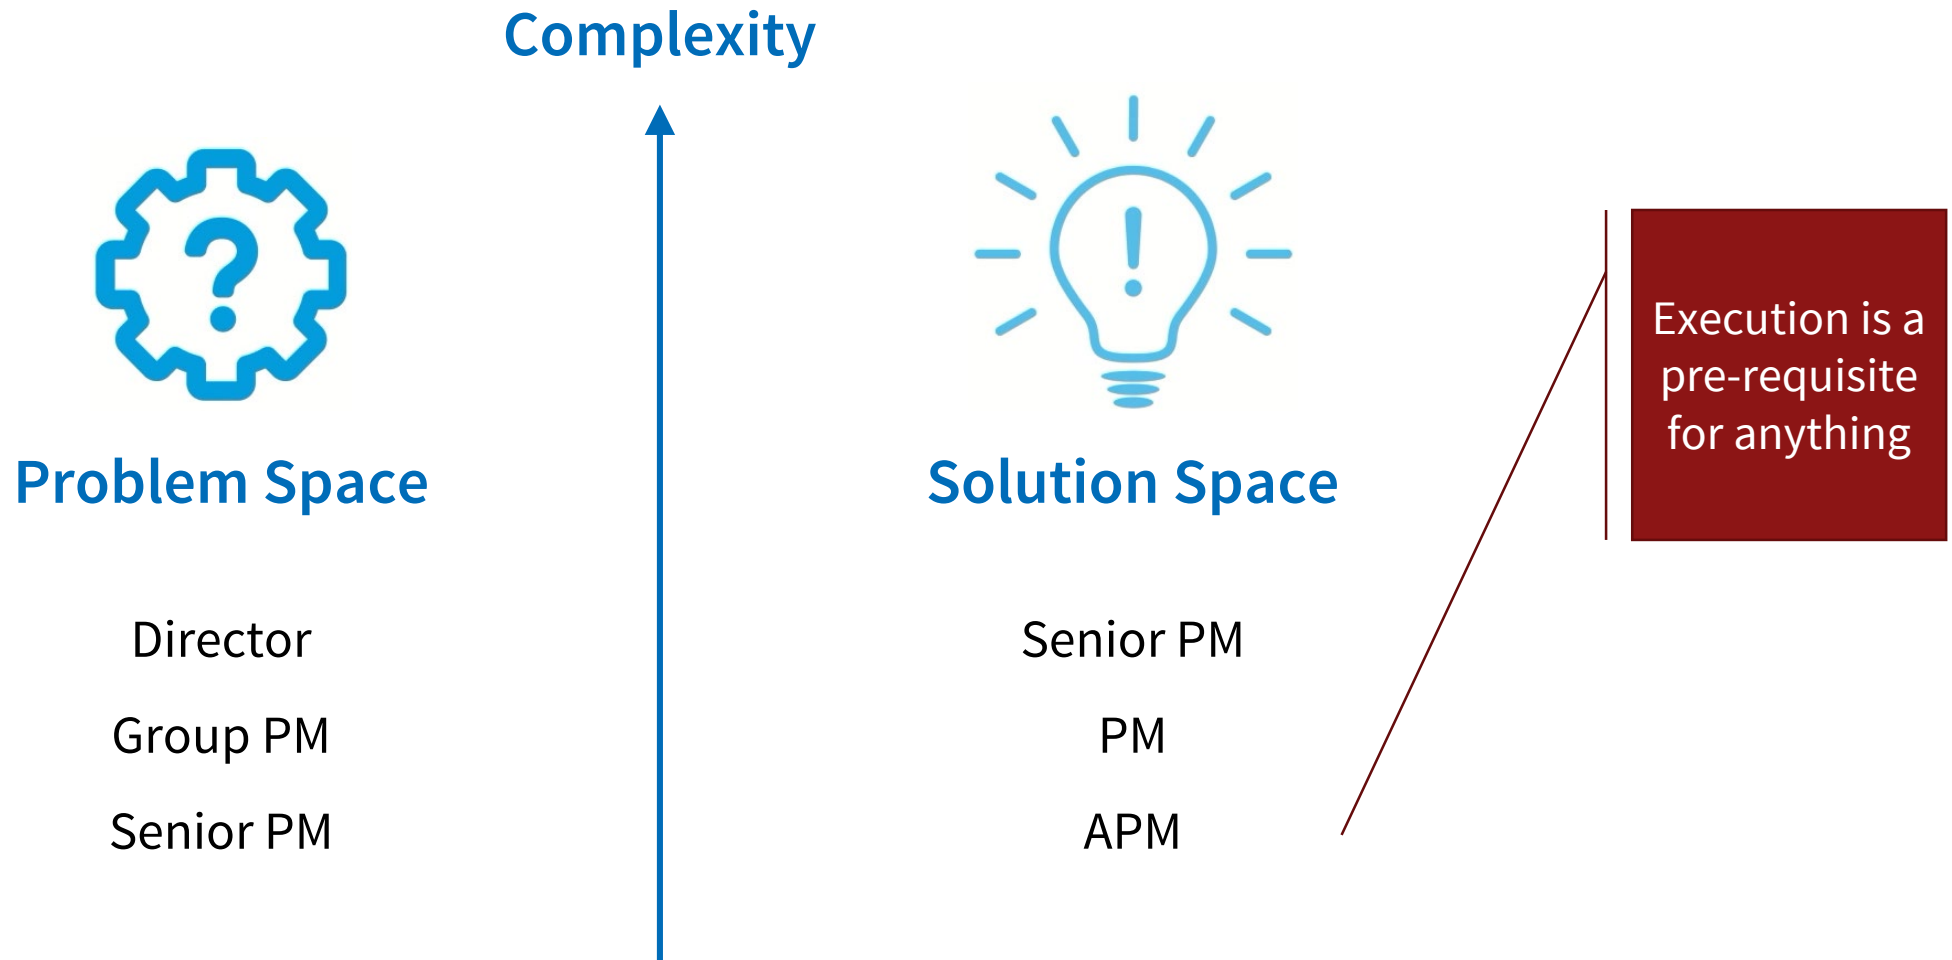 Complexity
?
!
Problem Space
Director
Group PM
Senior PM
Solution Space
Senior PM
PM
APM
Execution is a
pre-requisite
for anything